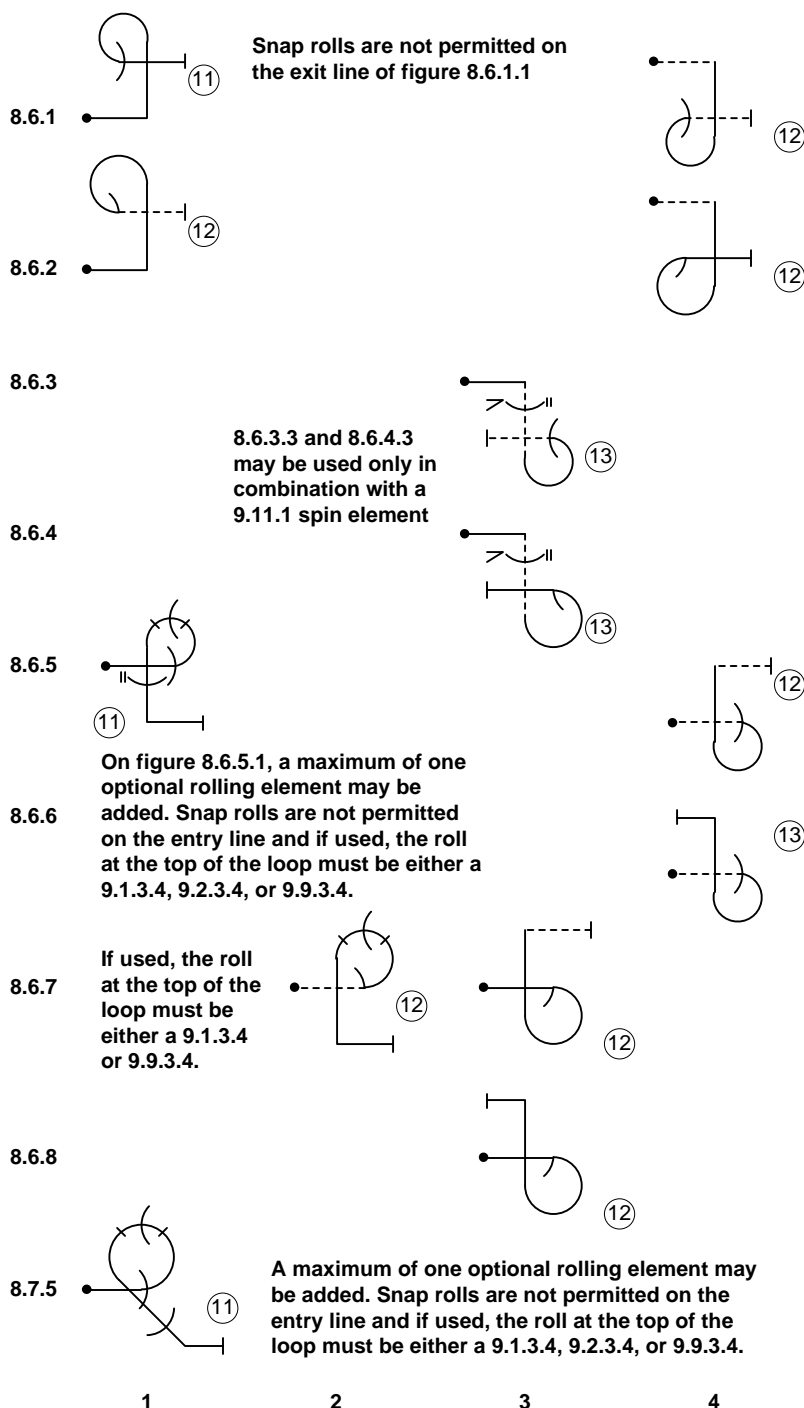 Snap rolls are not permitted on
the exit line of figure 8.6.1.1
11
8.6.1
12
12
8.6.2
12
8.6.3
8.6.3.3 and 8.6.4.3
may be used only in
combination with a
9.11.1 spin element
13
8.6.4
13
8.6.5
12
11
On figure 8.6.5.1, a maximum of one
optional rolling element may be
added. Snap rolls are not permitted
on the entry line and if used, the roll
at the top of the loop must be either a
9.1.3.4, 9.2.3.4, or 9.9.3.4.
8.6.6
13
If used, the roll
at the top of the
loop must be
either a 9.1.3.4
or 9.9.3.4.
8.6.7
12
12
8.6.8
12
8.7.5
11
A maximum of one optional rolling element may
be added. Snap rolls are not permitted on the
entry line and if used, the roll at the top of the
loop must be either a 9.1.3.4, 9.2.3.4, or 9.9.3.4.
1 2 3 4